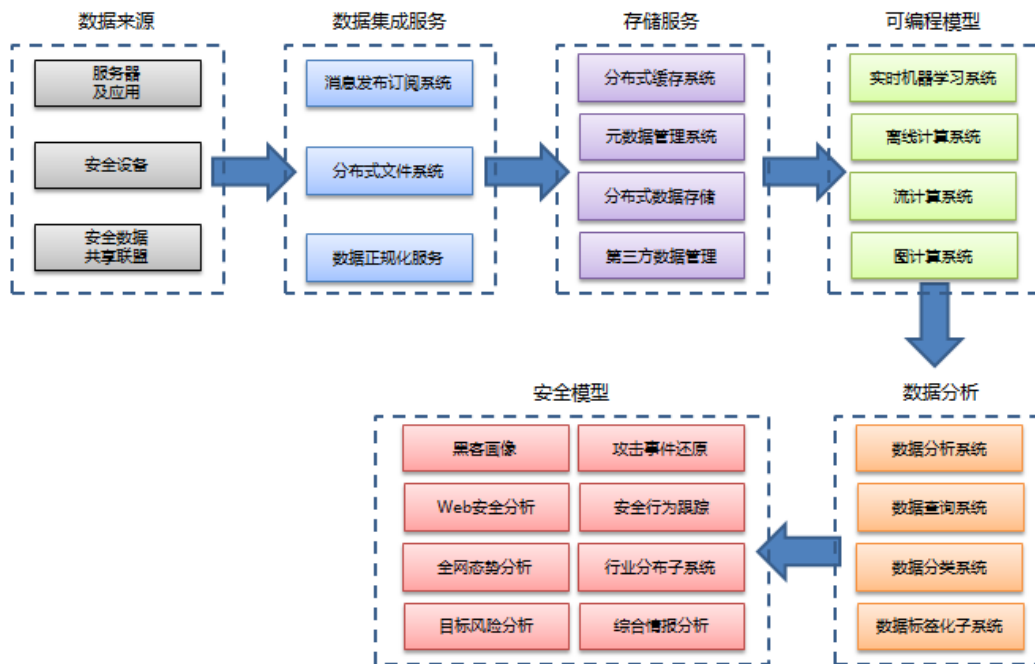 数据来源
数据集成服务
存储服务
可编程模型
服务器
及应用
安全设备
安全数据
共享联盟
消息发布订阅系统
分布式文件系统
数据正规化服务
分布式缓存系统
元数据管理系统
分布式数据存储
第三方数据管理
实时机器学习系统
离线计算系统
流计算系统
图计算系统
安全模型
数据分析
黑客画像
攻击事件还原
Web安全分析
安全行为跟踪
全网态势分析
行业分布子系统
目标风险分析
综合情报分析
数据分析系统
数据查询系统
数据分类系统
数据标签化子系统